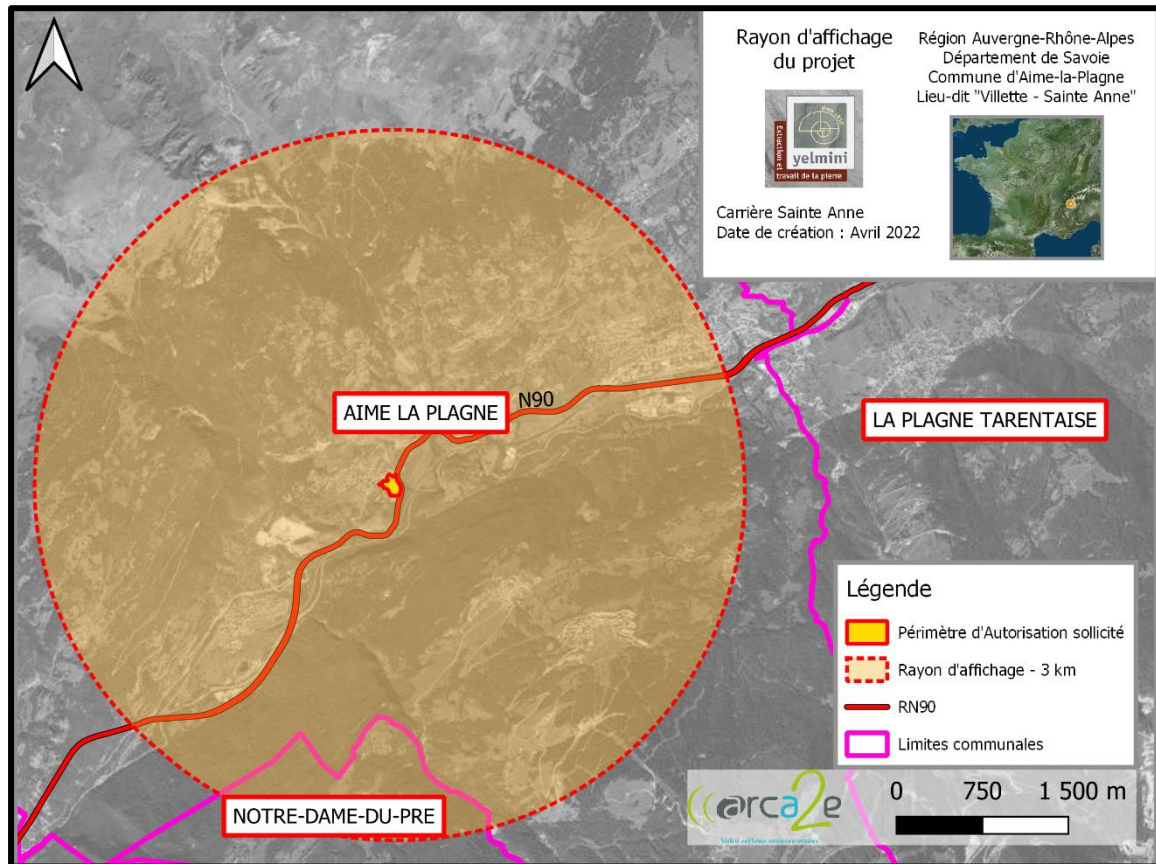 Rayon d'affichage
du projet
Extraction et
travail de la pierre
yelmini
Carrière Sainte Anne
Date de création : Avril 2022
Région Auvergne-Rhône-Alpes
Département de Savoie
Commune d'Aime-la-Plagne
Lieu-dit "Villette - Sainte Anne"
AIME LA PLAGNE
N90
LA PLAGNE TARENTAISE
NOTRE-DAME-DU-PRE
Légende
Périmètre d'Autorisation sollicité
Rayon d'affichage - 3 km
RN90
Limites communales
arca2e
0 750 1 500 m